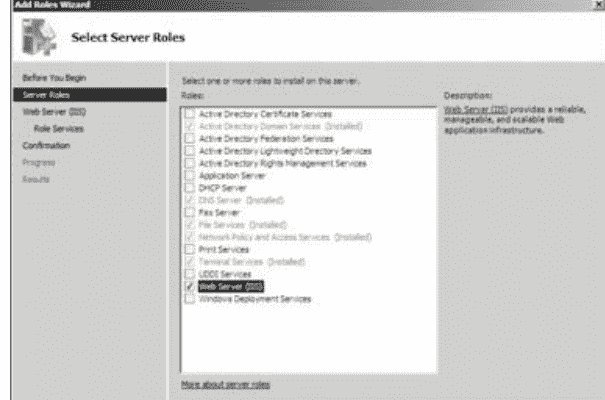 Add Roles Wizard
Select Server Roles
Before You Begin
Server Roles
Web Server (IIS)
Role Services
Confirmation
Progress
Results
Select one or more roles to install on this server.
Roles:
Active Directory Certificate Services
Active Directory Domain Services (Installed)
Active Directory Federation Services
Active Directory Lightweight Directory Services
Active Directory Rights Management Services
Application Server
DHCP Server
DNS Server (Installed)
Fax Server
File Services (Installed)
Network Policy and Access Services (Installed)
Print Services
Terminal Services (Installed)
UDDI Services
Web Server (IIS)
Windows Deployment Services
More about server roles
Description:
Web Server (IIS) provides a reliable,
manageable, and scalable Web
application infrastructure.